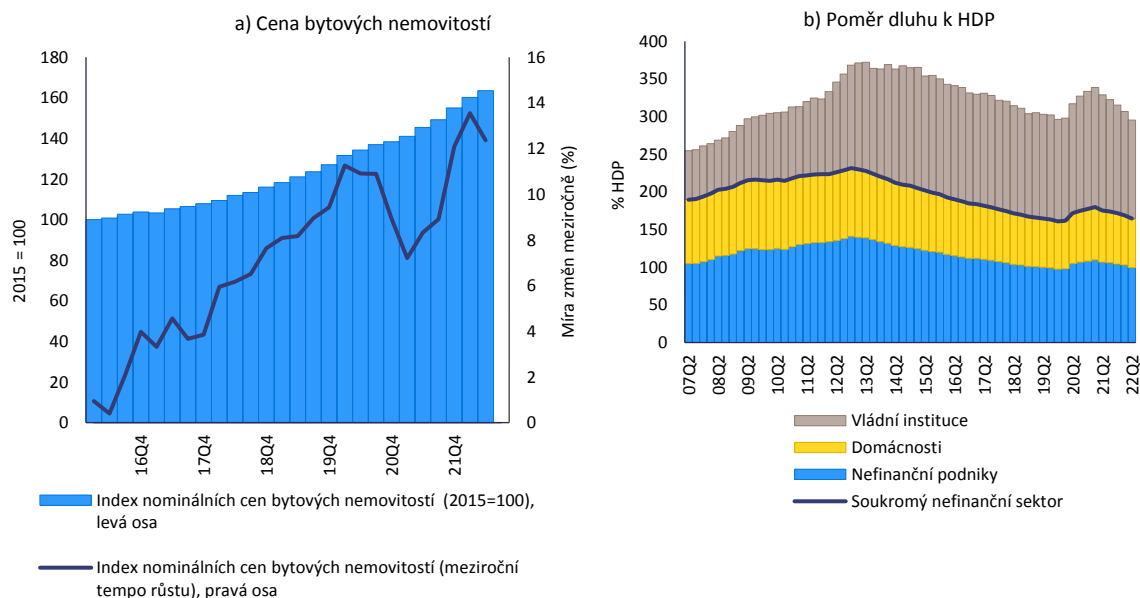 a) Cena bytových nemovitostí
2015 = 100
180
160
140
120
100
80
60
40
20
0
16
14
12
10
8
6
4
2
0
Míra změn meziročně (%)
16Q4
17Q4
18Q4
19Q4
20Q4
21Q4
Index nominálních cen bytových nemovitostí (2015=100),
levá osa
Index nominálních cen bytových nemovitostí (meziroční
tempo růstu), pravá osa
b) Poměr dluhu k HDP
% HDP
400
350
300
250
200
150
100
50
0
07Q2
08Q2
09Q2
10Q2
11Q2
12Q2
13Q2
14Q2
15Q2
16Q2
17Q2
18Q2
19Q2
20Q2
21Q2
22Q2
Vládní instituce
Domácnosti
Nefinanční podniky
Soukromý nefinanční sektor